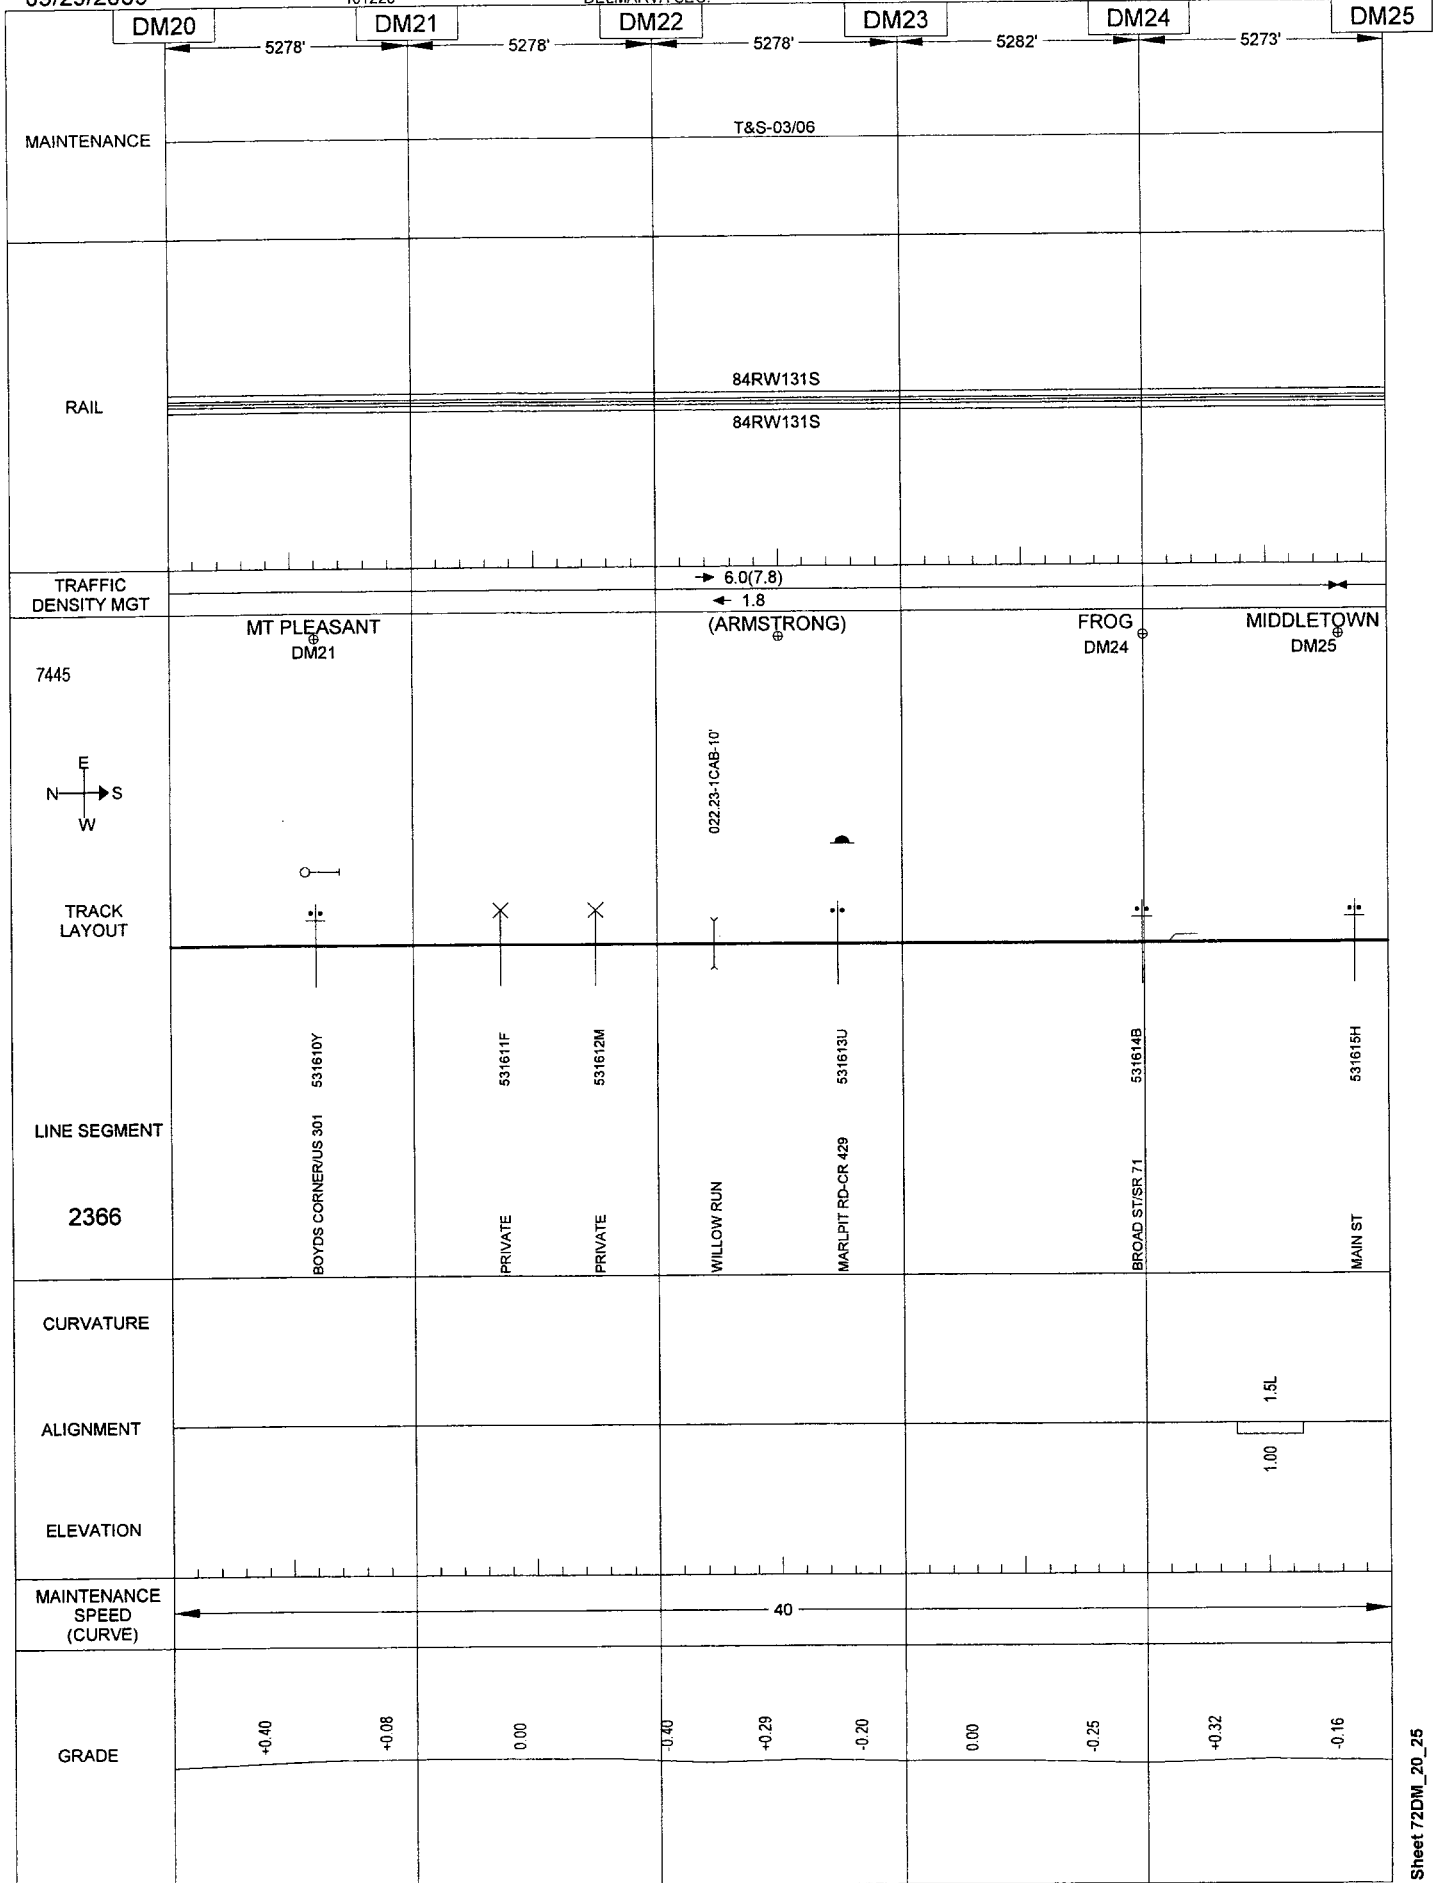 DM20 DM21 DM22 DM23 DM24 DM25
5278' 5278' 5278' 5282' 5273'
MAINTENANCE
T&S-03/06
RAIL
84RW131S
84RW131S
TRAFFIC
DENSITY MGT
6.0(7.8)
1.8
MT PLEASANT
DM21
(ARMSTRONG)
FROG
DM24
MIDDLETOWN
DM25
7445
E
N S
W
022.23-1CAB-10'
TRACK
LAYOUT
531610Y
531611F
531612M
531613U
531614B
531615H
LINE SEGMENT
2366
BOYDS CORNER/US 301
PRIVATE
PRIVATE
WILLOW RUN
MARLPIT RD-CR 429
BROAD ST/SR 71
MAIN ST
CURVATURE
1.5L
ALIGNMENT
1.00
ELEVATION
MAINTENANCE
SPEED
(CURVE)
40
GRADE
+0.40
+0.08
0.00
-0.40
+0.29
-0.20
0.00
-0.25
+0.32
-0.16
Sheet 72DM_20_25